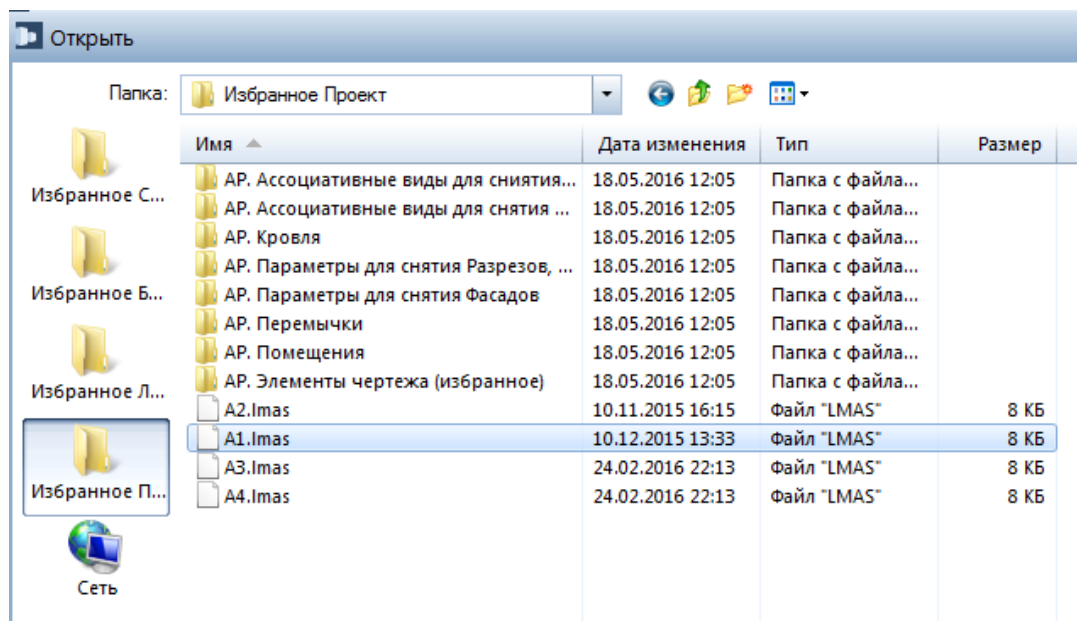 Открыть
Папка: Избранное Проект
Имя Дата изменения Тип Размер
АР. Ассоциативные виды для сниятия... 18.05.2016 12:05 Папка с файла...
АР. Ассоциативные виды для снятия ... 18.05.2016 12:05 Папка с файла...
АР. Кровля 18.05.2016 12:05 Папка с файла...
АР. Параметры для снятия Разрезов, ... 18.05.2016 12:05 Папка с файла...
АР. Параметры для снятия Фасадов 18.05.2016 12:05 Папка с файла...
АР. Перемычки 18.05.2016 12:05 Папка с файла...
АР. Помещения 18.05.2016 12:05 Папка с файла...
АР. Элементы чертежа (избранное) 18.05.2016 12:05 Папка с файла...
A2.lmas 10.11.2015 16:15 Файл "LMAS" 8 КБ
A1.lmas 10.12.2015 13:33 Файл "LMAS" 8 КБ
A3.lmas 24.02.2016 22:13 Файл "LMAS" 8 КБ
A4.lmas 24.02.2016 22:13 Файл "LMAS" 8 КБ
Избранное С...
Избранное Б...
Избранное Л...
Избранное П...
Сеть